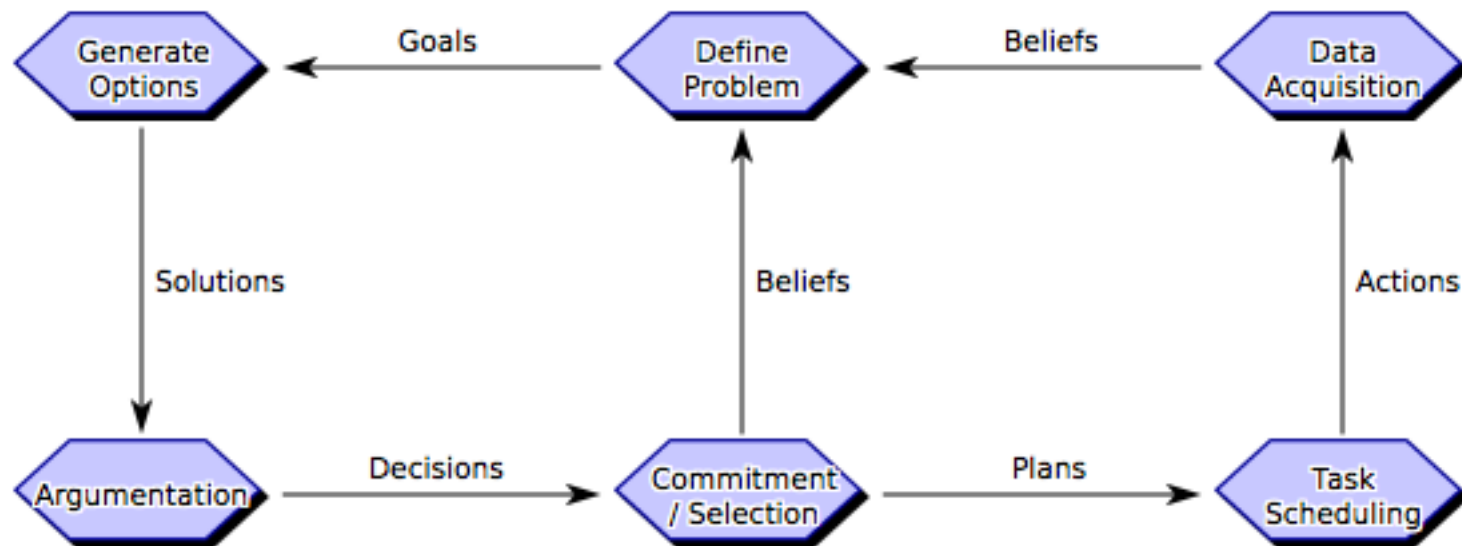 Generate
Options
Goals
Define
Problem
Beliefs
Data
Acquisition
Solutions
Beliefs
Actions
Argumentation
Decisions
Commitment
/ Selection
Plans
Task
Scheduling